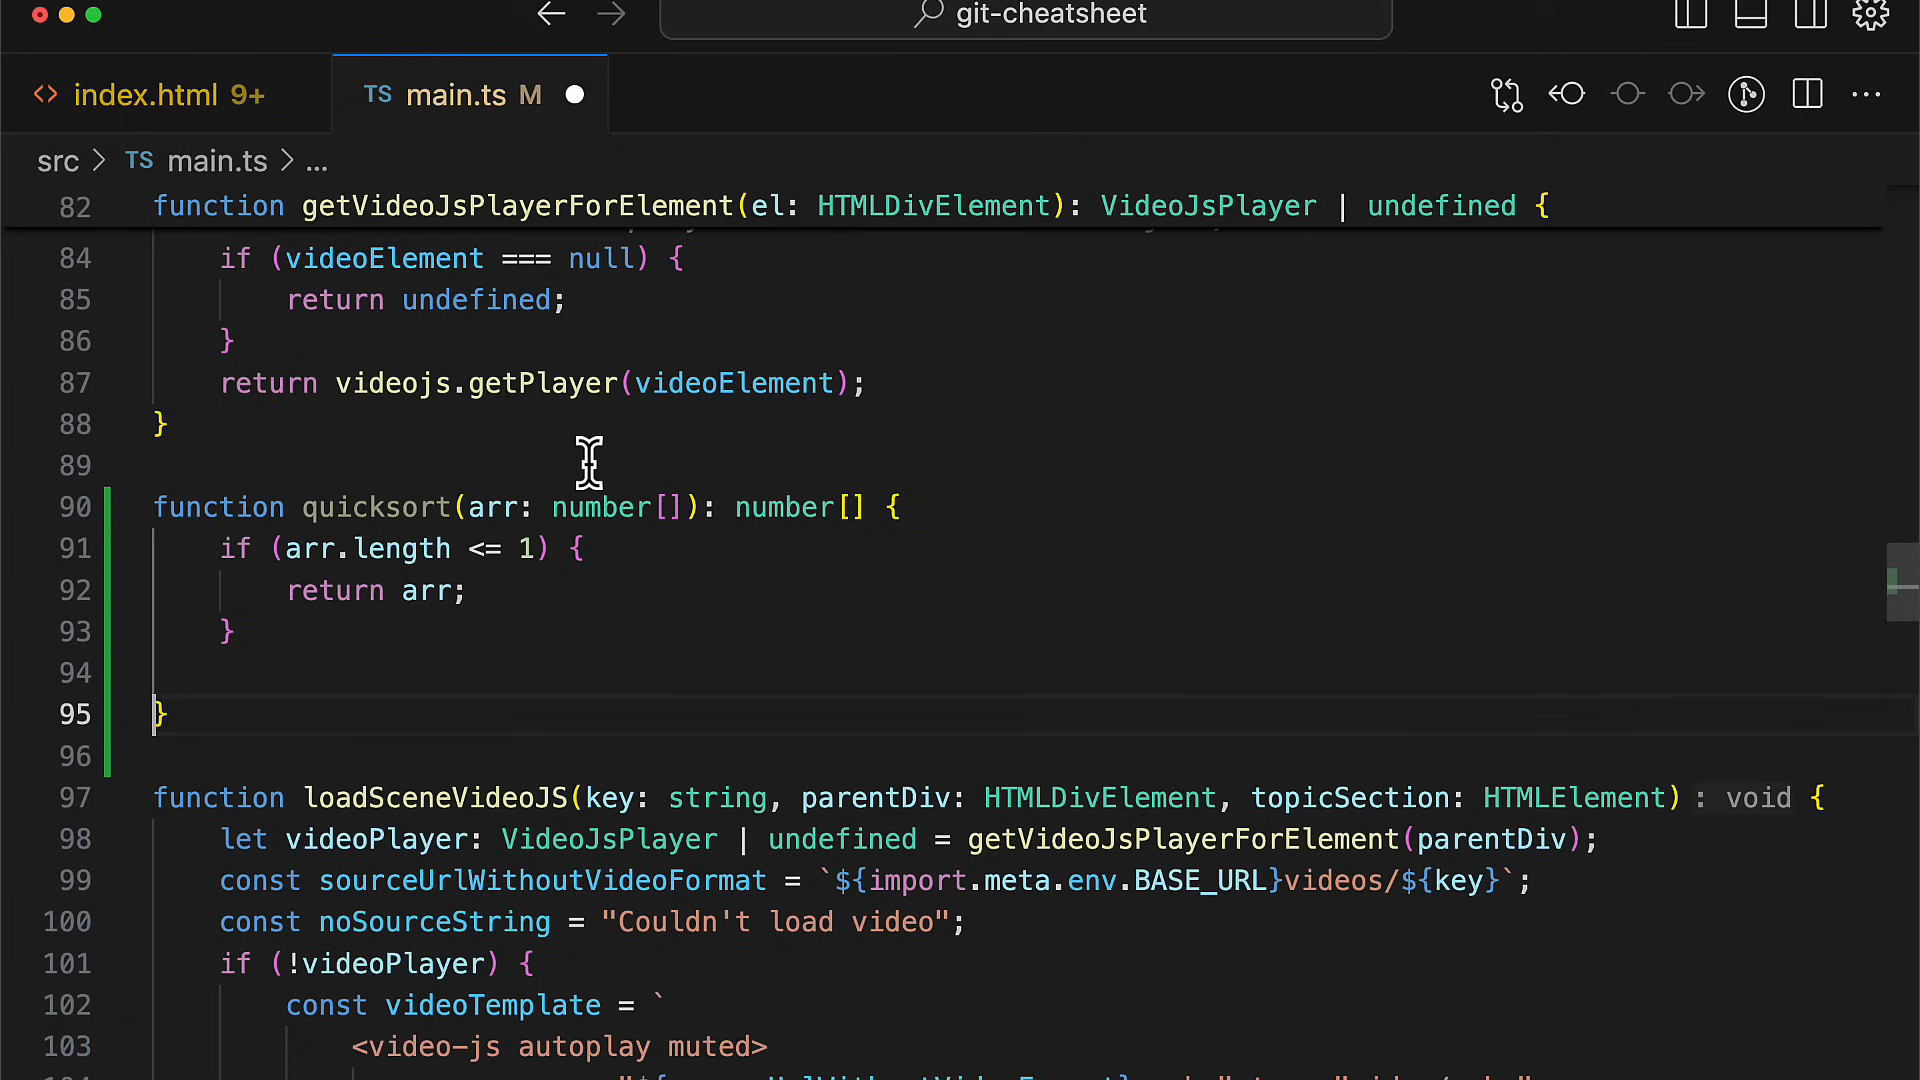 git-cheatsheet
<> index.html 9+
TS main.ts M
src > TS main.ts > ...
82 function getVideoJsPlayerForElement(el: HTMLDivElement): VideoJsPlayer | undefined {
84 if (videoElement === null) {
85 return undefined;
86 }
87 return videojs.getPlayer(videoElement);
88 }
89
90 function quicksort(arr: number[]): number[] {
91 if (arr.length <= 1) {
92 return arr;
93 }
94
95 }
96
97 function loadSceneVideoJS(key: string, parentDiv: HTMLDivElement, topicSection: HTMLElement) : void {
98 let videoPlayer: VideoJsPlayer | undefined = getVideoJsPlayerForElement(parentDiv);
99 const sourceUrlWithoutVideoFormat = `${import.meta.env.BASE_URL}videos/${key}`;
100 const noSourceString = "Couldn't load video";
101 if (!videoPlayer) {
102 const videoTemplate = `
103 <video-js autoplay muted>